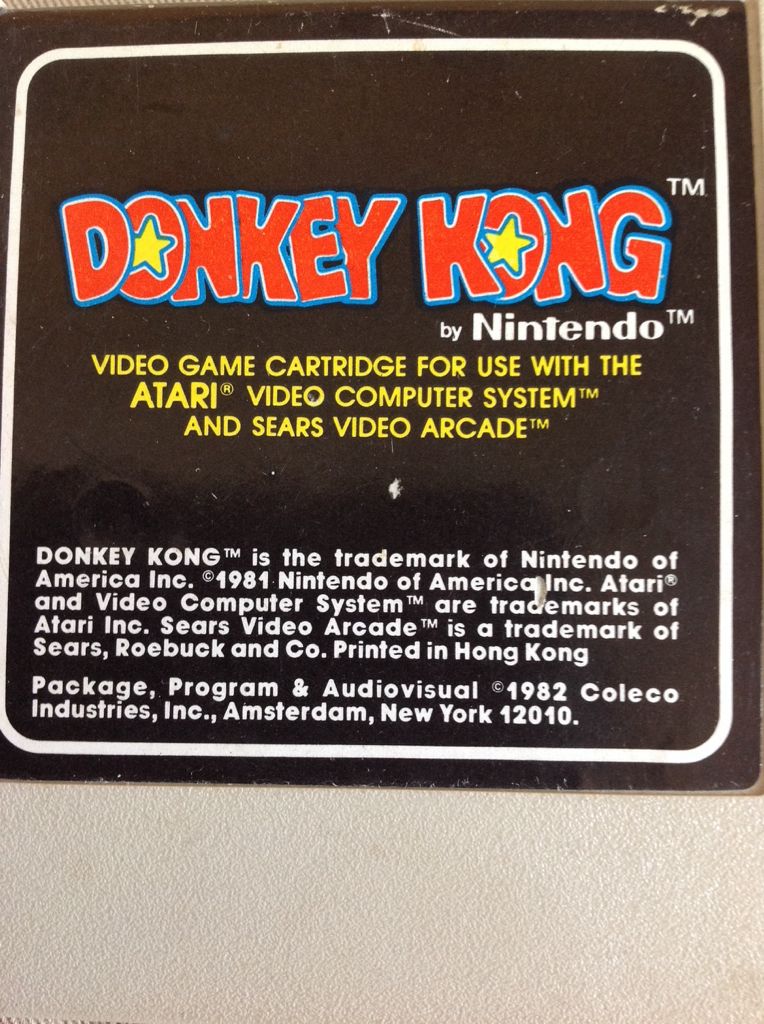 DONKEY KONG™
by Nintendo™
VIDEO GAME CARTRIDGE FOR USE WITH THE
ATARI® VIDEO COMPUTER SYSTEM™
AND SEARS VIDEO ARCADE™
DONKEY KONG™ is the trademark of Nintendo of
America Inc. ©1981 Nintendo of America Inc. Atari®
and Video Computer System™ are trademarks of
Atari Inc. Sears Video Arcade™ is a trademark of
Sears, Roebuck and Co. Printed in Hong Kong
Package, Program & Audiovisual ©1982 Coleco
Industries, Inc., Amsterdam, New York 12010.